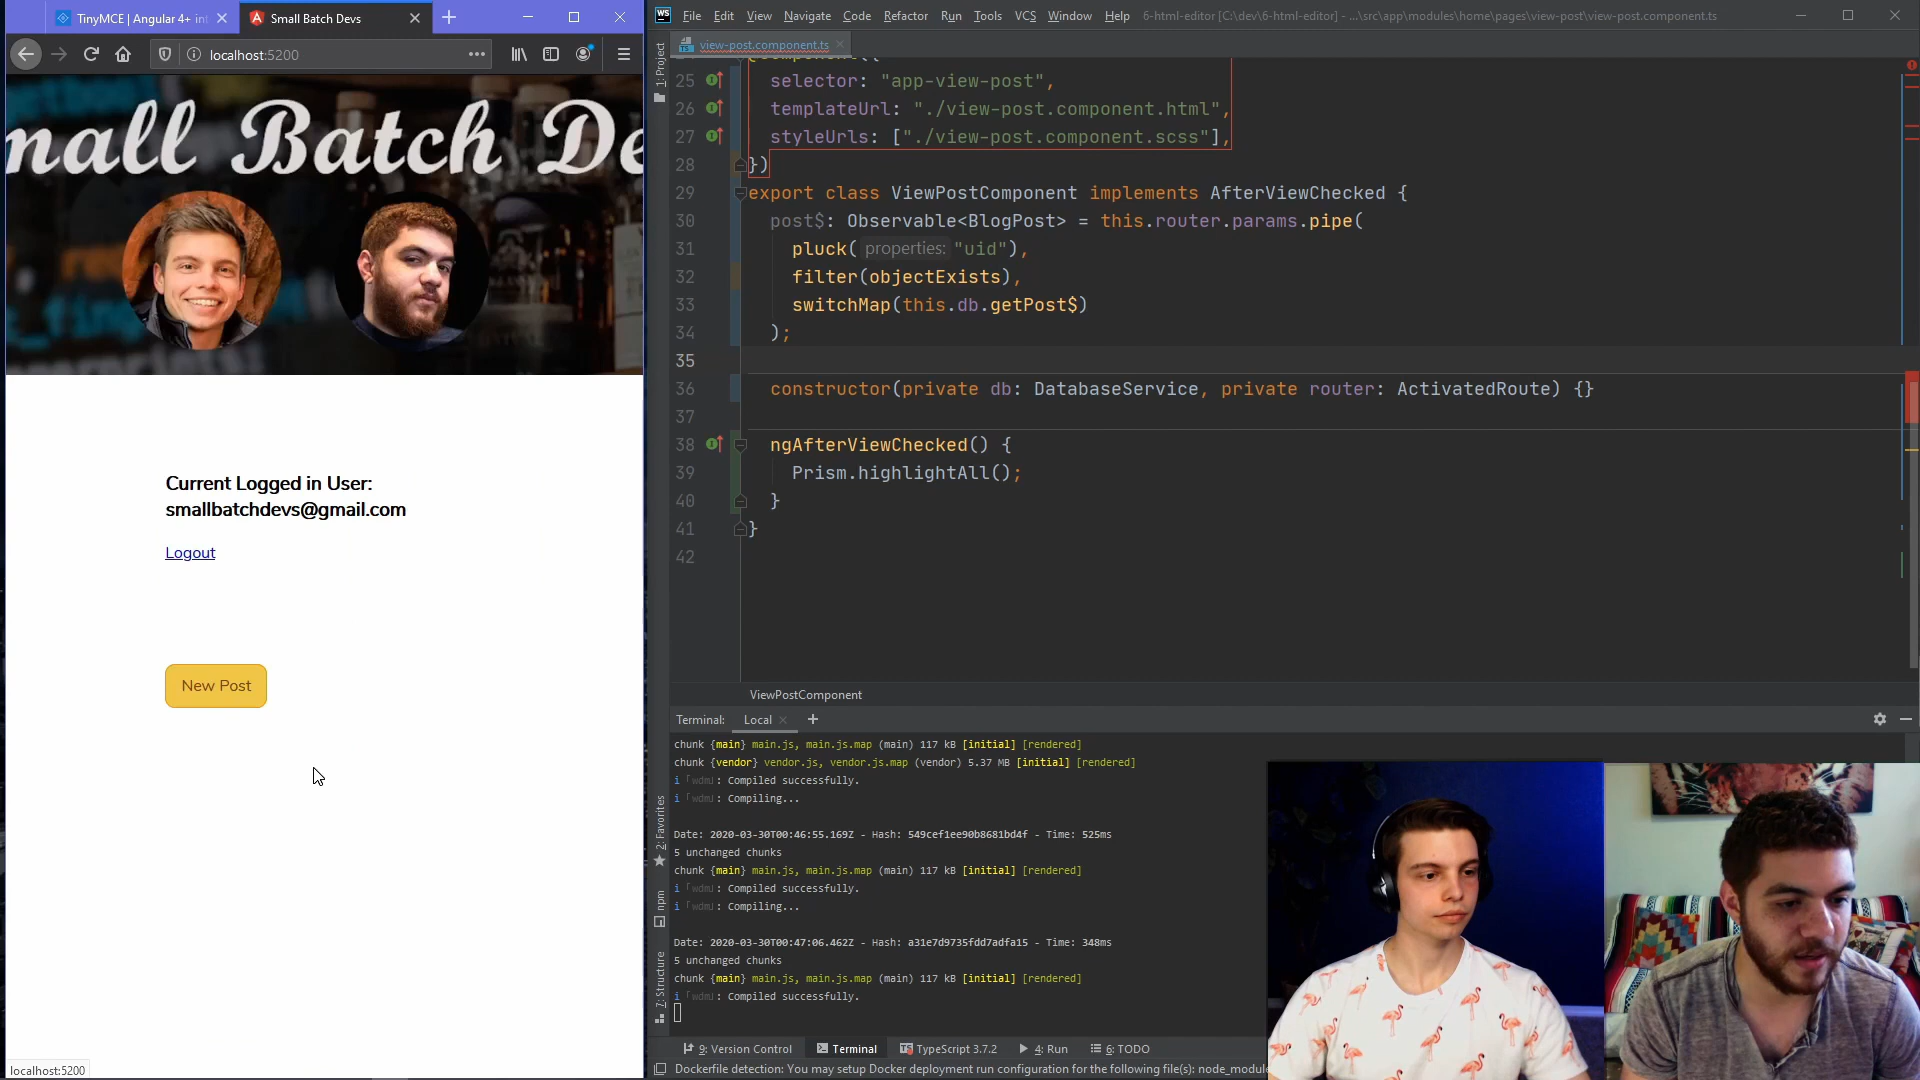 TinyMCE | Angular 4+ in
Small Batch Devs
localhost:5200
mall Batch De
Current Logged in User:
smallbatchdevs@gmail.com
Logout
New Post
localhost:5200
WS File Edit View Navigate Code Refactor Run Tools VCS Window Help 6-html-editor [C:\dev\6-html-editor] - ...\src\app\modules\home\pages\view-post\view-post.component.ts
1: Project
view-post.component.ts
25 selector: "app-view-post",
26 templateUrl: "./view-post.component.html",
27 styleUrls: ["./view-post.component.scss"],
28 })
29 export class ViewPostComponent implements AfterViewChecked {
30 post$: Observable<BlogPost> = this.router.params.pipe(
31 pluck( properties: "uid"),
32 filter(objectExists),
33 switchMap(this.db.getPost$)
34 );
35
36 constructor(private db: DatabaseService, private router: ActivatedRoute) {}
37
38 ngAfterViewChecked() {
39 Prism.highlightAll();
40 }
41 }
42
ViewPostComponent
Terminal: Local
chunk {main} main.js, main.js.map (main) 117 kB [initial] [rendered]
chunk {vendor} vendor.js, vendor.js.map (vendor) 5.37 MB [initial] [rendered]
i ｢wdm｣: Compiled successfully.
i ｢wdm｣: Compiling...
Date: 2020-03-30T00:46:55.169Z - Hash: 549cef1ee90b8681bd4f - Time: 525ms
5 unchanged chunks
chunk {main} main.js, main.js.map (main) 117 kB [initial] [rendered]
i ｢wdm｣: Compiled successfully.
i ｢wdm｣: Compiling...
Date: 2020-03-30T00:47:06.462Z - Hash: a31e7d9735fdd7adfa15 - Time: 348ms
5 unchanged chunks
chunk {main} main.js, main.js.map (main) 117 kB [initial] [rendered]
i ｢wdm｣: Compiled successfully.
2: Favorites
npm
7: Structure
9: Version Control Terminal TypeScript 3.7.2 4: Run 6: TODO
Dockerfile detection: You may setup Docker deployment run configuration for the following file(s): node_module